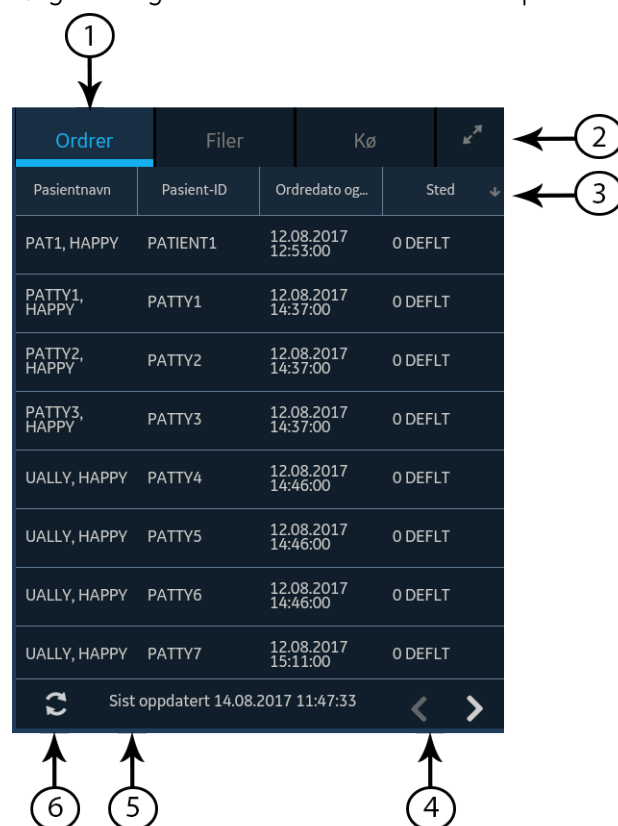 1
Ordrer Filer Kø 2
Pasientnavn Pasient-ID Ordredato og... Sted 3
PAT1, HAPPY PATIENT1 12.08.2017 12:53:00 0 DEFLT
PATTY1, HAPPY PATTY1 12.08.2017 14:37:00 0 DEFLT
PATTY2, HAPPY PATTY2 12.08.2017 14:37:00 0 DEFLT
PATTY3, HAPPY PATTY3 12.08.2017 14:37:00 0 DEFLT
UALLY, HAPPY PATTY4 12.08.2017 14:46:00 0 DEFLT
UALLY, HAPPY PATTY5 12.08.2017 14:46:00 0 DEFLT
UALLY, HAPPY PATTY6 12.08.2017 14:46:00 0 DEFLT
UALLY, HAPPY PATTY7 12.08.2017 15:11:00 0 DEFLT
Sist oppdatert 14.08.2017 11:47:33
6 5 4